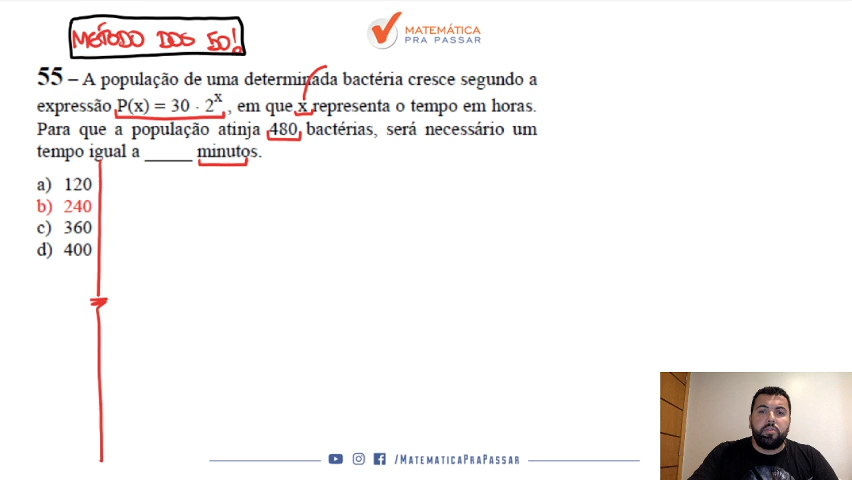 MÉTODO DOS 50!
MATEMÁTICA
PRA PASSAR
55 – A população de uma determinada bactéria cresce segundo a
expressão P(x) = 30 · 2^x, em que x representa o tempo em horas.
Para que a população atinja 480 bactérias, será necessário um
tempo igual a _____ minutos.
a) 120
b) 240
c) 360
d) 400
/MATEMATICAPRAPASSAR